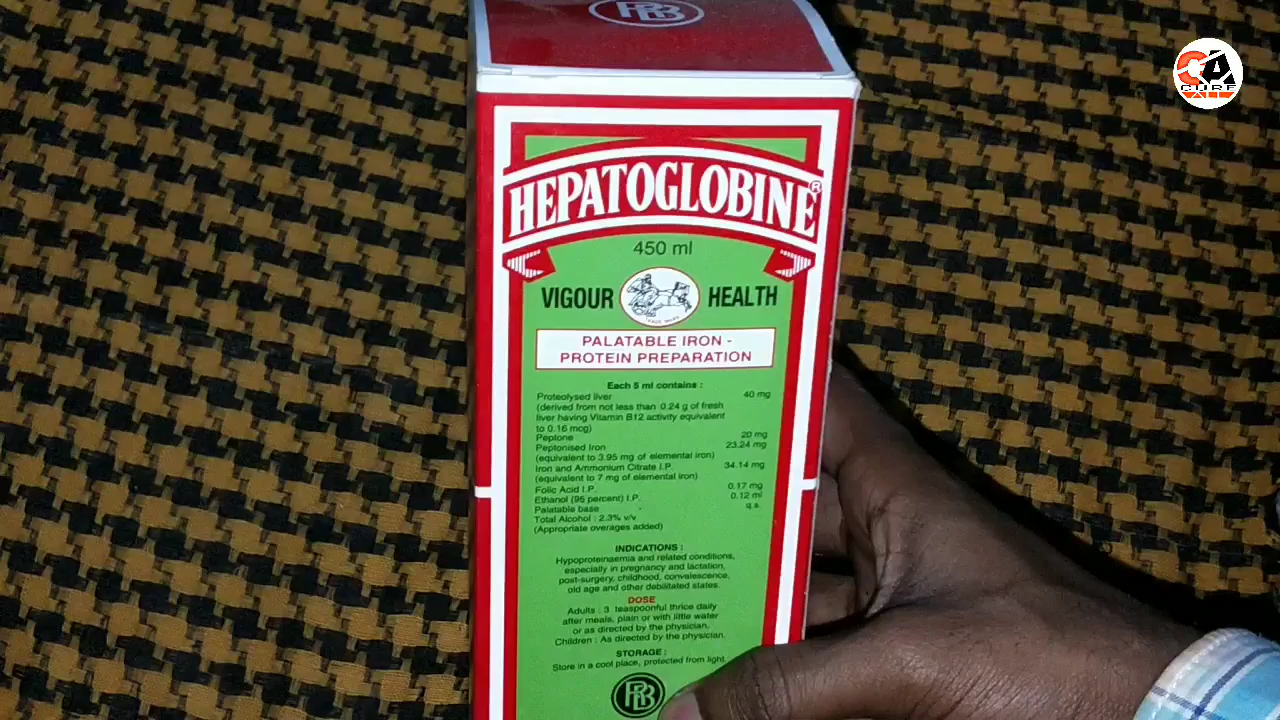 CA
CURE
HEPATOGLOBINE®
450 ml
VIGOUR HEALTH
TRADE MARK
PALATABLE IRON -
PROTEIN PREPARATION
Each 5 ml contains :
Proteolysed liver 40 mg
(derived from not less than 0.24 g of fresh
liver having Vitamin B12 activity equivalent
to 0.16 mcg)
Peptone 20 mg
Peptonised Iron 23.24 mg
(equivalent to 3.95 mg of elemental iron)
Iron and Ammonium Citrate I.P. 34.14 mg
(equivalent to 7 mg of elemental iron)
Folic Acid I.P. 0.17 mg
Ethanol (95 percent) I.P. 0.12 ml
Palatable base q.s.
Total Alcohol : 2.3% v/v
(Appropriate overages added)
INDICATIONS :
Hypoproteinaemia and related conditions,
especially in pregnancy and lactation,
post-surgery, childhood, convalescence,
old age and other debilitated states.
DOSE
Adults : 3 teaspoonful thrice daily
after meals, plain or with little water
or as directed by the physician.
Children : As directed by the physician.
STORAGE :
Store in a cool place, protected from light.